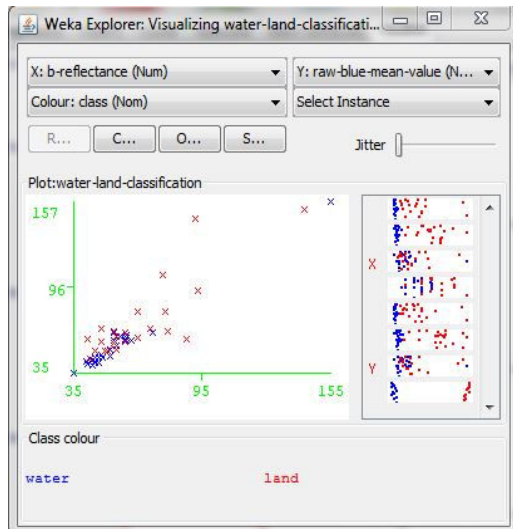 Weka Explorer: Visualizing water-land-classificati...
X: b-reflectance (Num) Y: raw-blue-mean-value (N...
Colour: class (Nom) Select Instance
R... C... O... S... Jitter
Plot:water-land-classification
157
96
35
35 95 155
X
Y
Class colour
water land